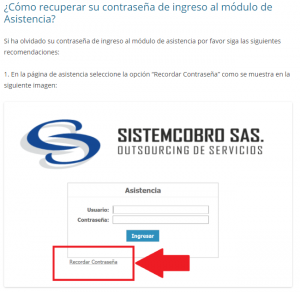 ¿Cómo recuperar su contraseña de ingreso al módulo de
Asistencia?
Si ha olvidado su contraseña de ingreso al módulo de asistencia por favor siga las siguientes
recomendaciones:
1. En la página de asistencia seleccione la opción “Recordar Contraseña” como se muestra en la
siguiente imagen:
SISTEMCOBRO SAS.
OUTSOURCING DE SERVICIOS
Asistencia
Usuario:
Contraseña:
Ingresar
Recordar Contraseña